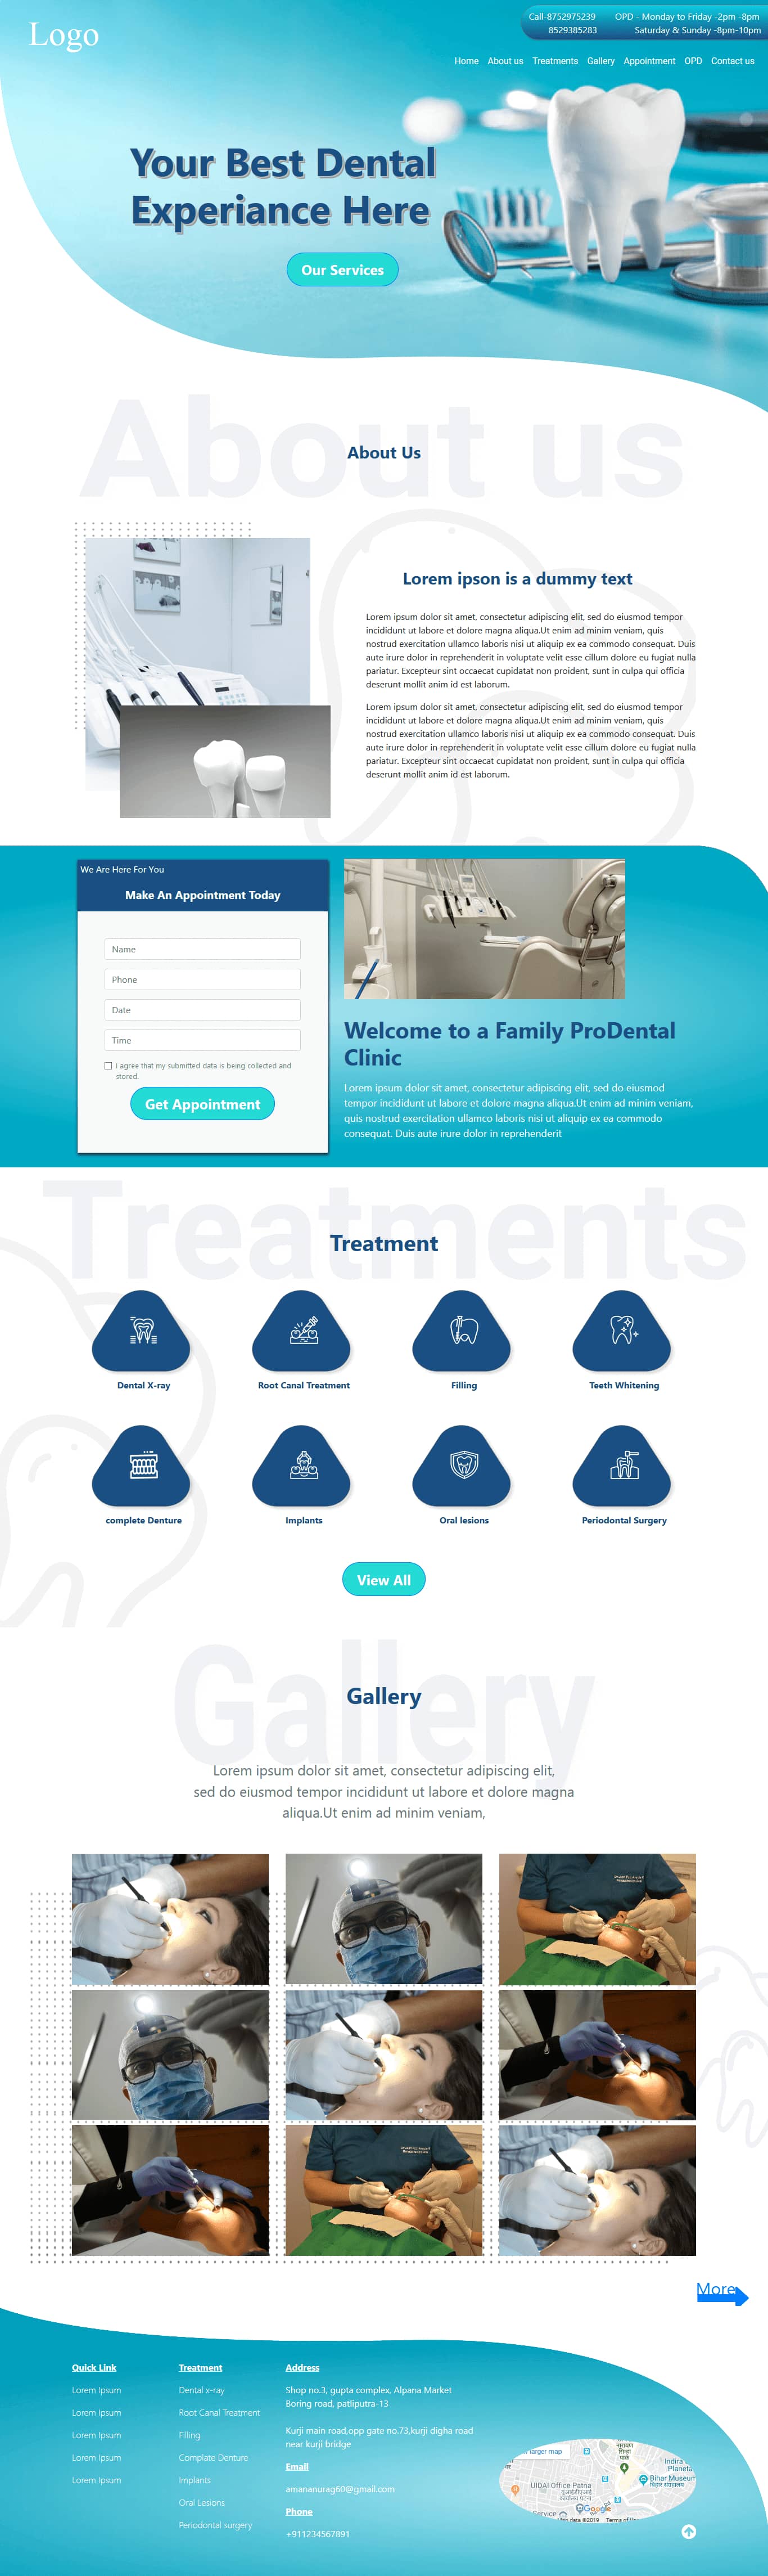 Logo
Call-8752975239
8529385283
OPD - Monday to Friday -2pm -8pm
Saturday & Sunday -8pm-10pm
Home About us Treatments Gallery Appointment OPD Contact us
Your Best Dental
Experiance Here
Our Services
About us
About Us
Lorem ipson is a dummy text
Lorem ipsum dolor sit amet, consectetur adipiscing elit, sed do eiusmod tempor
incididunt ut labore et dolore magna aliqua.Ut enim ad minim veniam, quis
nostrud exercitation ullamco laboris nisi ut aliquip ex ea commodo consequat. Duis
aute irure dolor in reprehenderit in voluptate velit esse cillum dolore eu fugiat nulla
pariatur. Excepteur sint occaecat cupidatat non proident, sunt in culpa qui officia
deserunt mollit anim id est laborum.
Lorem ipsum dolor sit amet, consectetur adipiscing elit, sed do eiusmod tempor
incididunt ut labore et dolore magna aliqua.Ut enim ad minim veniam, quis
nostrud exercitation ullamco laboris nisi ut aliquip ex ea commodo consequat. Duis
aute irure dolor in reprehenderit in voluptate velit esse cillum dolore eu fugiat nulla
pariatur. Excepteur sint occaecat cupidatat non proident, sunt in culpa qui officia
deserunt mollit anim id est laborum.
We Are Here For You
Make An Appointment Today
Name
Phone
Date
Time
I agree that my submitted data is being collected and
stored.
Get Appointment
Welcome to a Family ProDental
Clinic
Lorem ipsum dolor sit amet, consectetur adipiscing elit, sed do eiusmod
tempor incididunt ut labore et dolore magna aliqua.Ut enim ad minim veniam,
quis nostrud exercitation ullamco laboris nisi ut aliquip ex ea commodo
consequat. Duis aute irure dolor in reprehenderit
Treatments
Treatment
Dental X-ray
Root Canal Treatment
Filling
Teeth Whitening
complete Denture
Implants
Oral lesions
Periodontal Surgery
View All
Gallery
Gallery
Lorem ipsum dolor sit amet, consectetur adipiscing elit,
sed do eiusmod tempor incididunt ut labore et dolore magna
aliqua.Ut enim ad minim veniam,
More
Quick Link
Lorem Ipsum
Lorem Ipsum
Lorem Ipsum
Lorem Ipsum
Lorem Ipsum
Treatment
Dental x-ray
Root Canal Treatment
Filling
Complate Denture
Implants
Oral Lesions
Periodontal surgery
Address
Shop no.3, gupta complex, Alpana Market
Boring road, patliputra-13
Kurji main road,opp gate no.73,kurji digha road
near kurji bridge
Email
amananurag60@gmail.com
Phone
+911234567891
larger map
Indira
Planeta
Bihar Museum
UIDAI Office Patna
Google
Service
data ©2019
Terms of